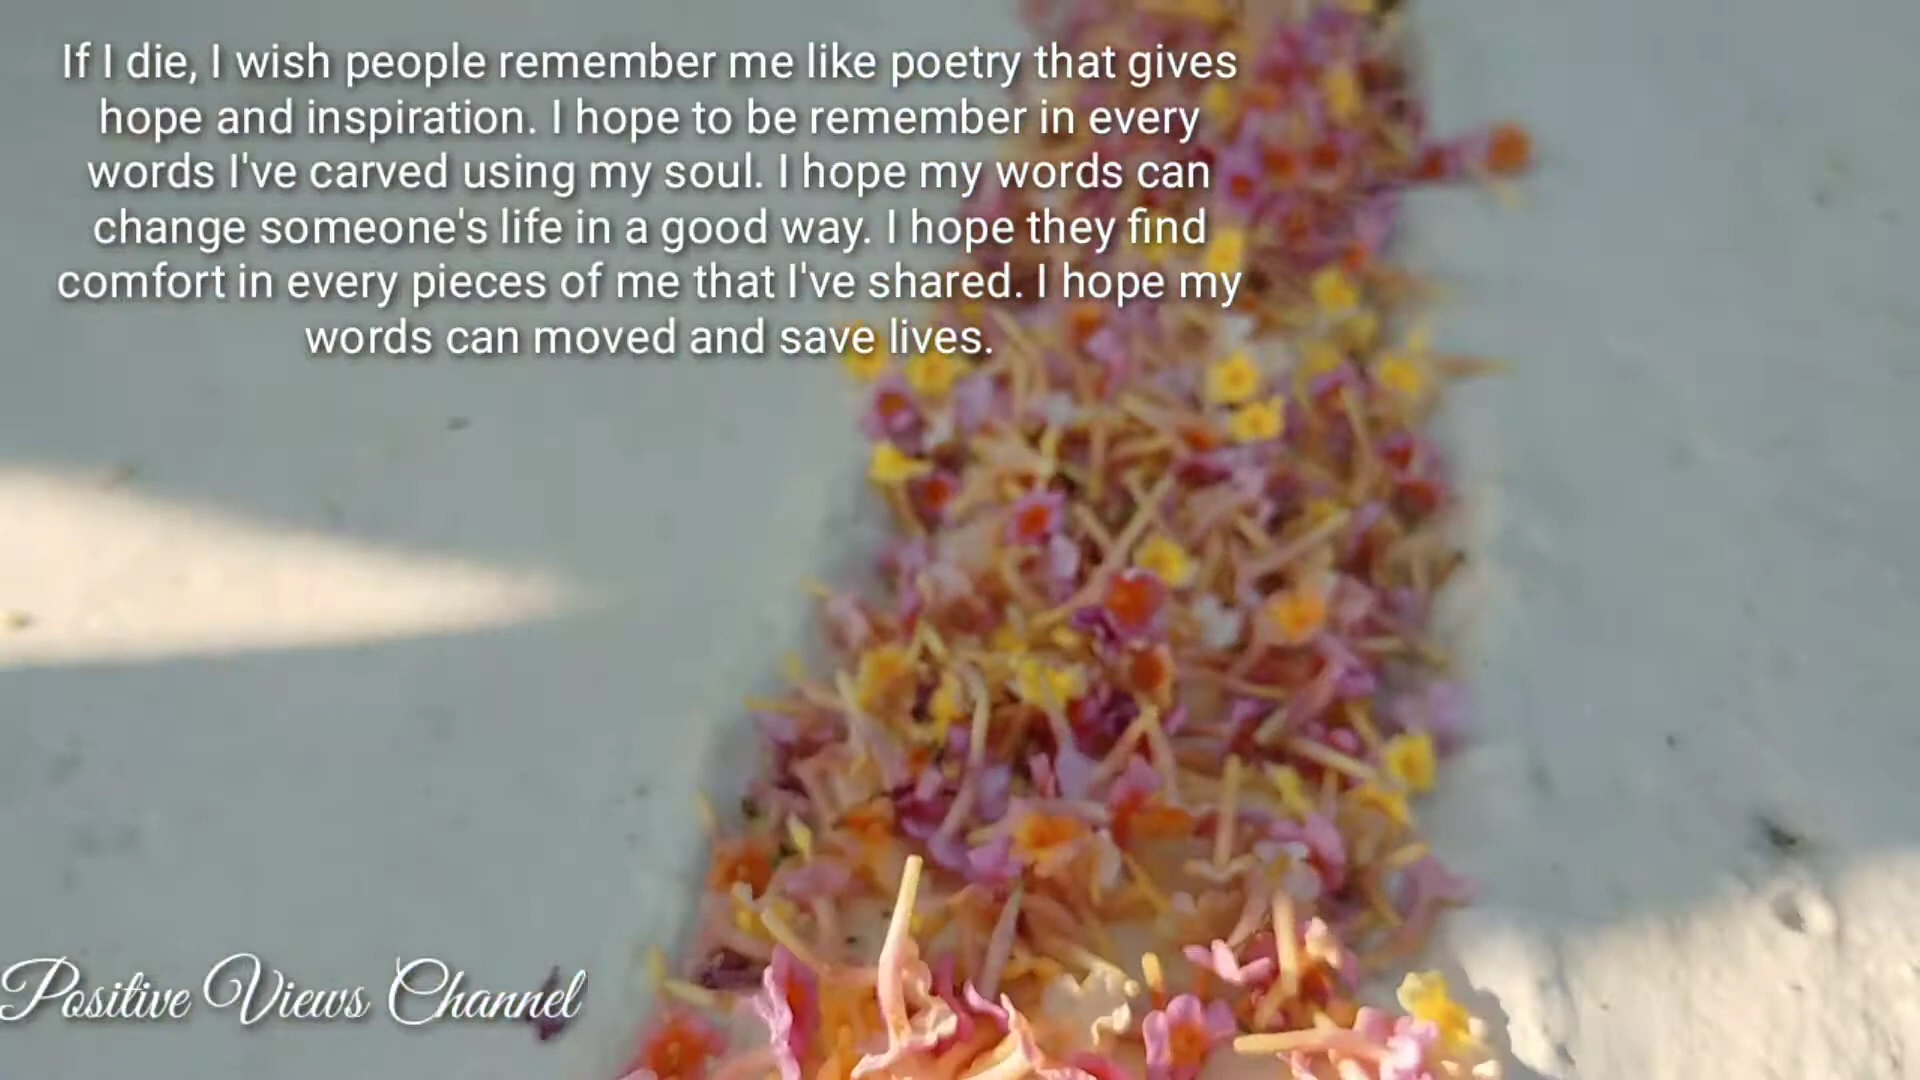 If I die, I wish people remember me like poetry that gives
hope and inspiration. I hope to be remember in every
words I've carved using my soul. I hope my words can
change someone's life in a good way. I hope they find
comfort in every pieces of me that I've shared. I hope my
words can moved and save lives.
Positive Views Channel